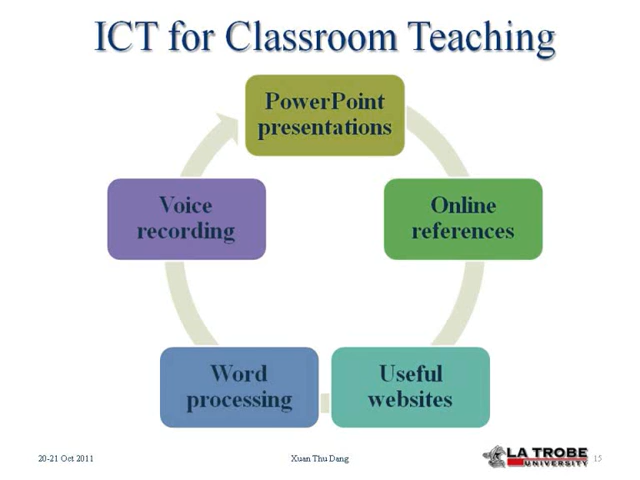 ICT for Classroom Teaching
PowerPoint
presentations
Online
references
Useful
websites
Word
processing
Voice
recording
20-21 Oct 2011
Xuan Thu Dang
LA TROBE
UNIVERSITY
15